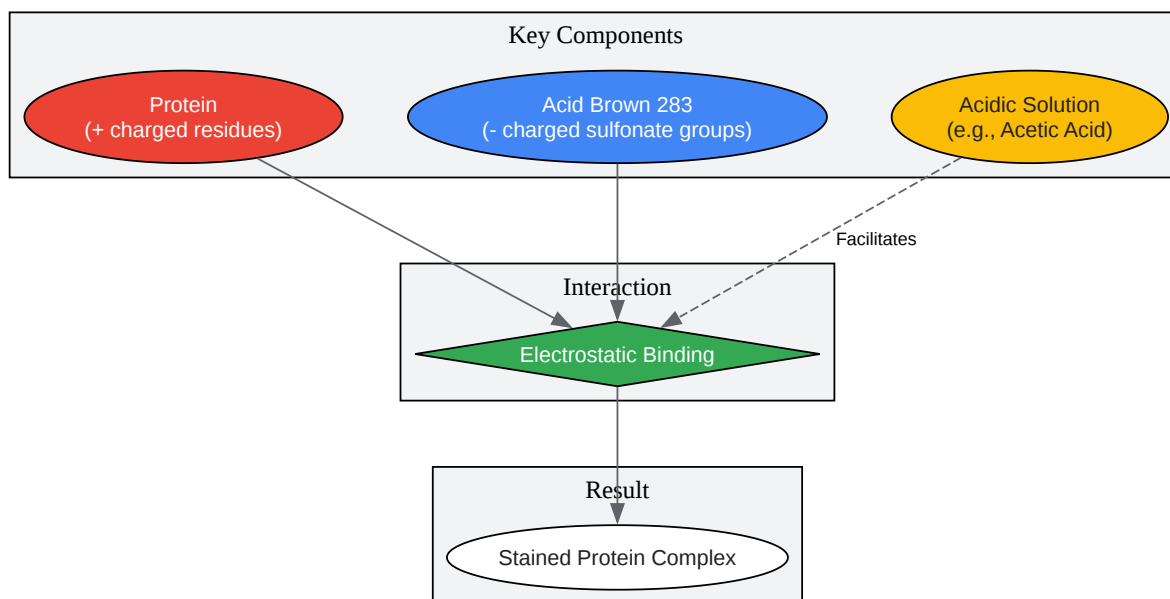 Key Components
Protein
(+ charged residues)
Acid Brown 283
(- charged sulfonate groups)
Acidic Solution
(e.g., Acetic Acid)
Facilitates
Interaction
Electrostatic Binding
Result
Stained Protein Complex